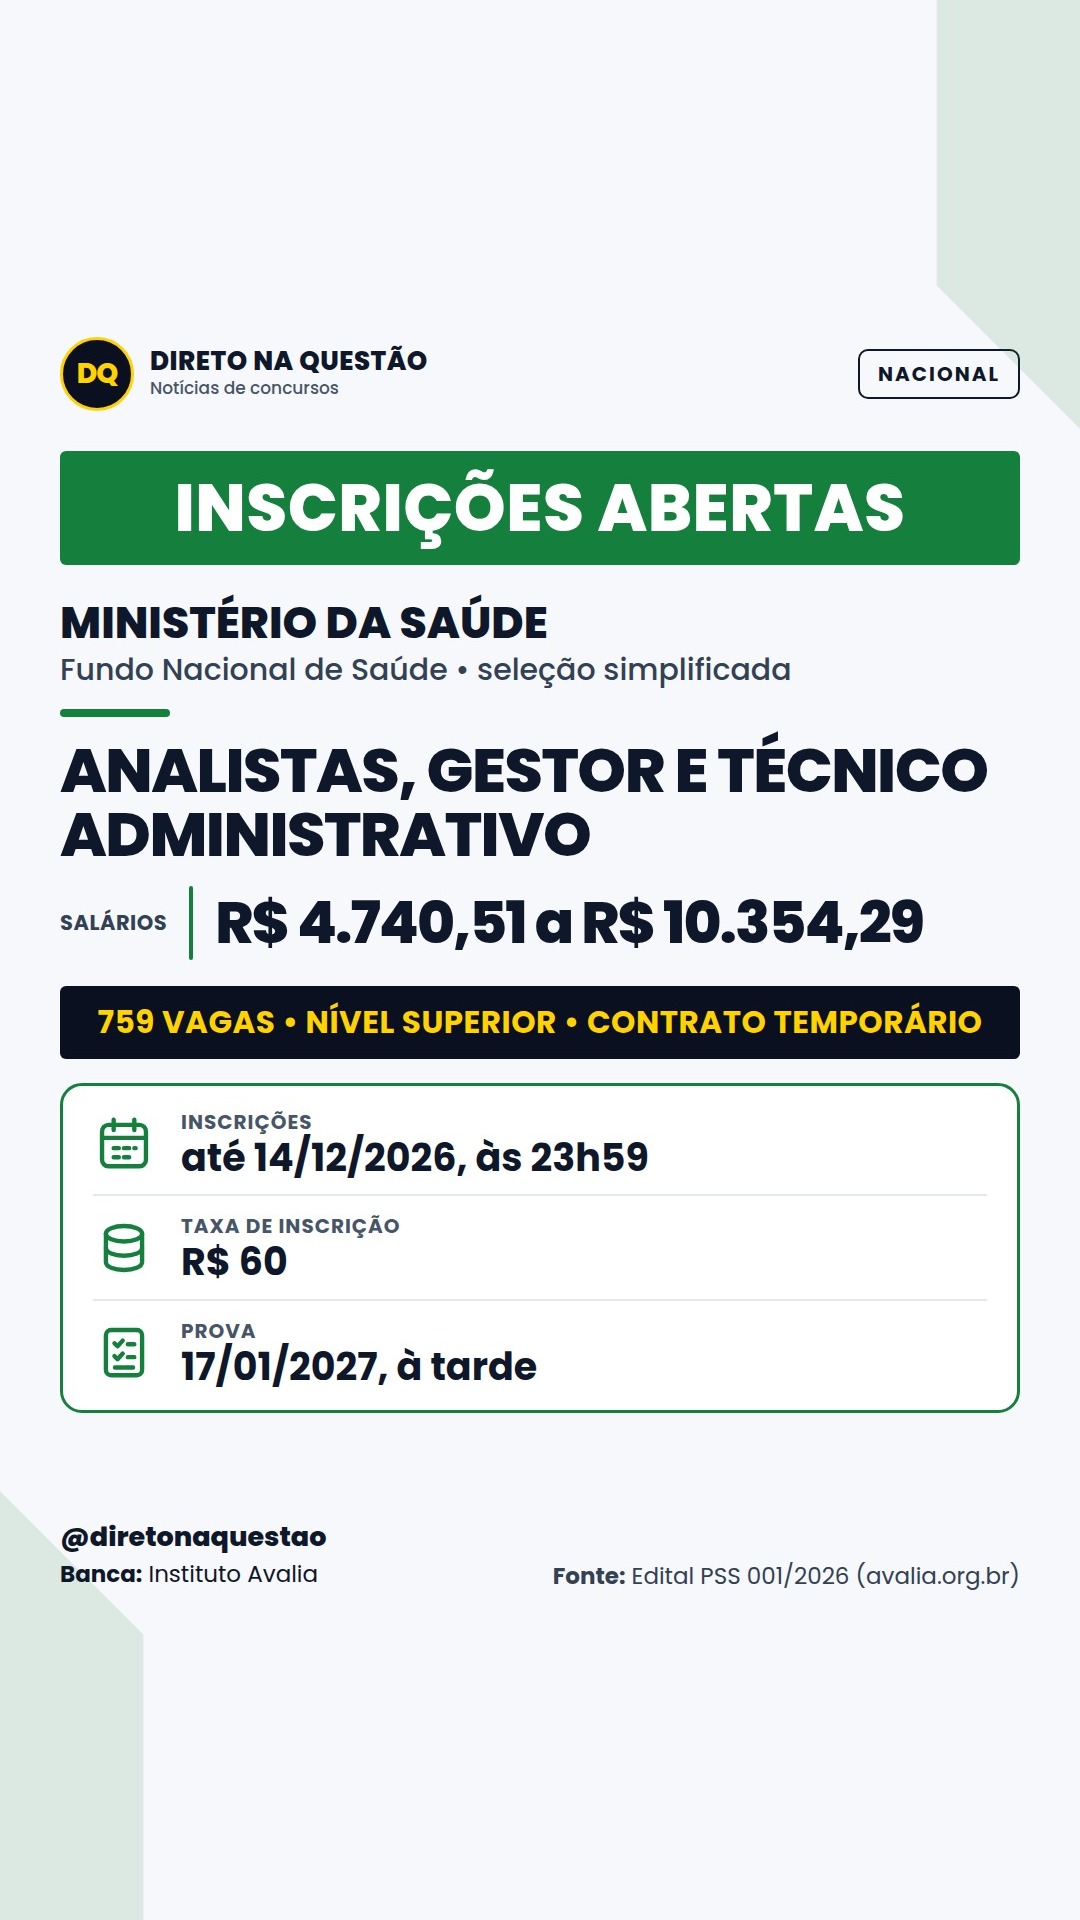 DQ
DIRETO NA QUESTÃO
Notícias de concursos
NACIONAL
INSCRIÇÕES ABERTAS
MINISTÉRIO DA SAÚDE
Fundo Nacional de Saúde • seleção simplificada
ANALISTAS, GESTOR E TÉCNICO
ADMINISTRATIVO
SALÁRIOS
R$ 4.740,51 a R$ 10.354,29
759 VAGAS • NÍVEL SUPERIOR • CONTRATO TEMPORÁRIO
INSCRIÇÕES
até 14/12/2026, às 23h59
TAXA DE INSCRIÇÃO
R$ 60
PROVA
17/01/2027, à tarde
@diretonaquestao
Banca: Instituto Avalia
Fonte: Edital PSS 001/2026 (avalia.org.br)